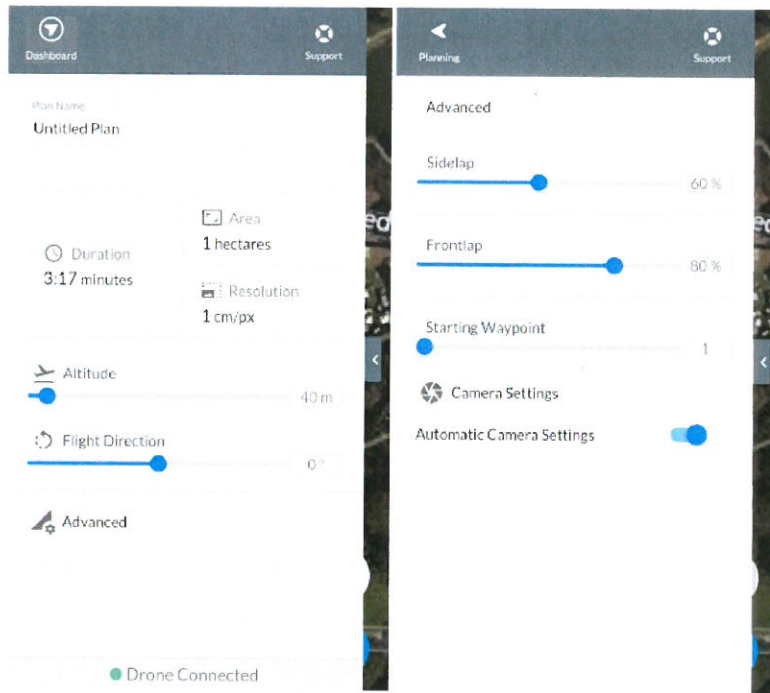 Dashboard
Support
Plan Name
Untitled Plan
Duration
3:17 minutes
Area
1 hectares
Resolution
1 cm/px
Altitude
40 m
Flight Direction
0 °
Advanced
Drone Connected
Planning
Support
Advanced
Sidelap
60 %
Frontlap
80 %
Starting Waypoint
1
Camera Settings
Automatic Camera Settings